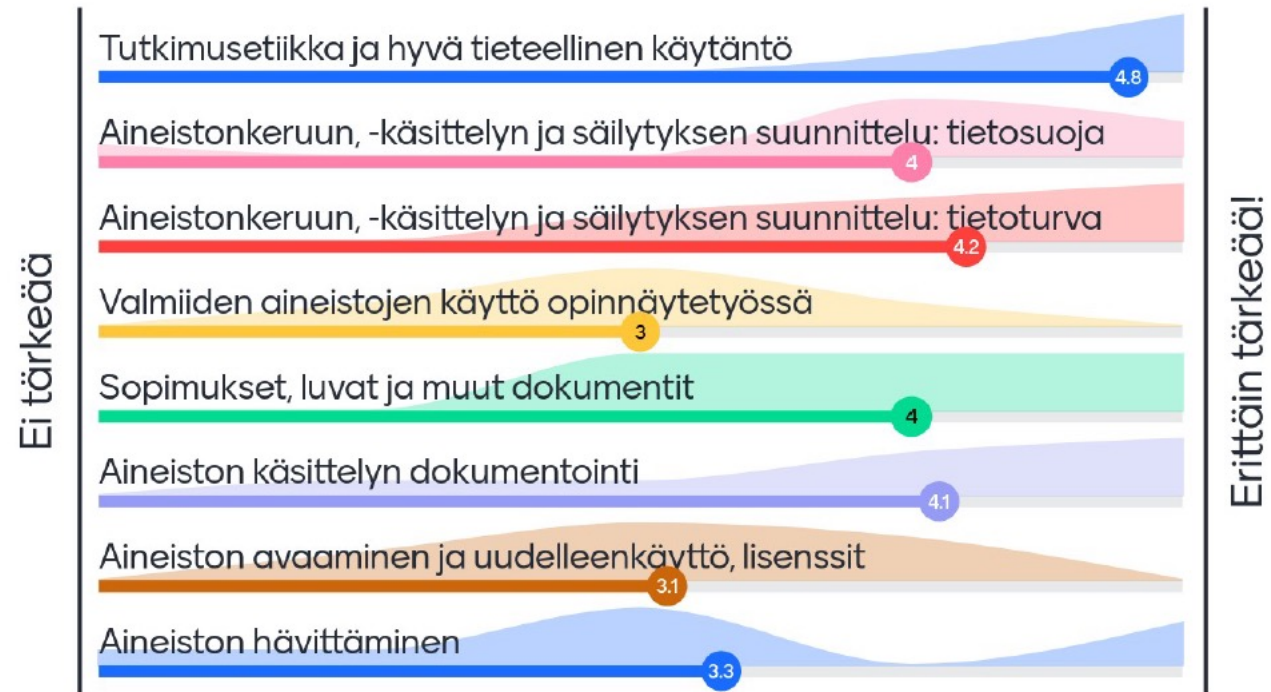 Tutkimusetiikka ja hyvä tieteellinen käytäntö
4.8
Aineistonkeruun, -käsittelyn ja säilytyksen suunnittelu: tietosuoja
4
Aineistonkeruun, -käsittelyn ja säilytyksen suunnittelu: tietoturva
4.2
Valmiiden aineistojen käyttö opinnäytetyössä
3
Sopimukset, luvat ja muut dokumentit
4
Aineiston käsittelyn dokumentointi
4.1
Aineiston avaaminen ja uudelleenkäyttö, lisenssit
3.1
Aineiston hävittäminen
3.3
Ei tärkeää
Erittäin tärkeää!